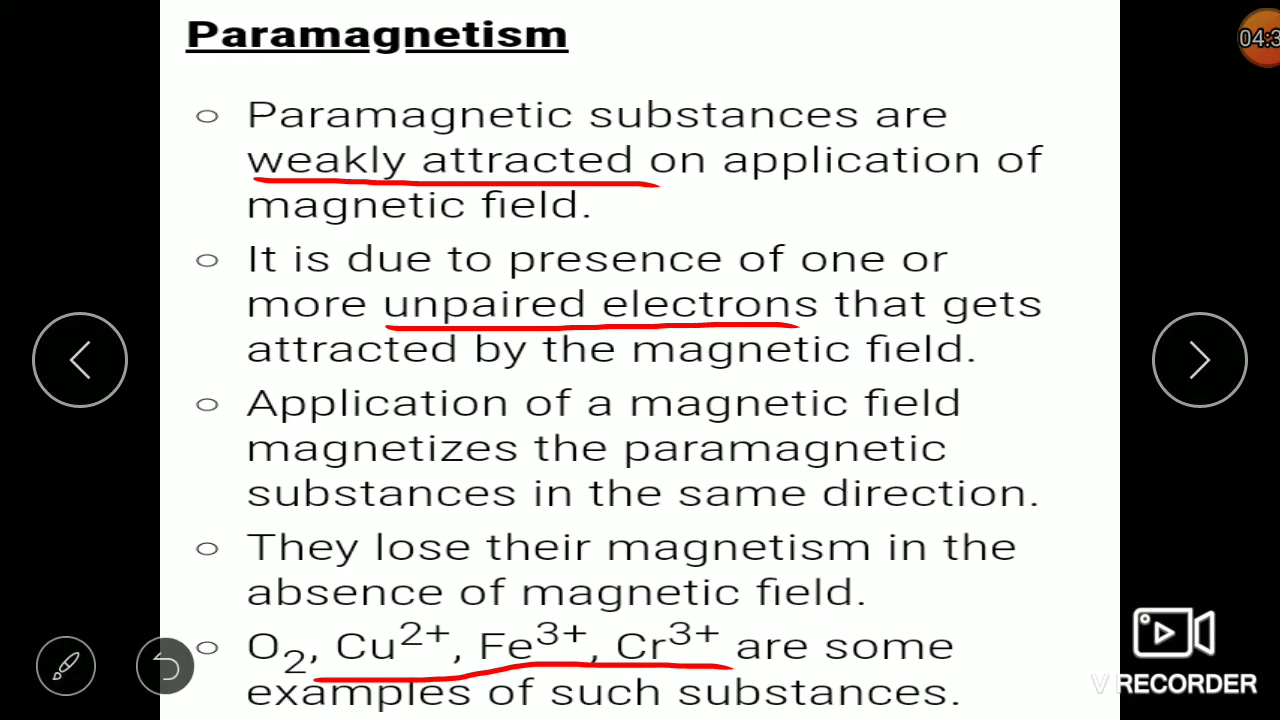 Paramagnetism
04:3
○ Paramagnetic substances are
weakly attracted on application of
magnetic field.
○ It is due to presence of one or
more unpaired electrons that gets
attracted by the magnetic field.
○ Application of a magnetic field
magnetizes the paramagnetic
substances in the same direction.
○ They lose their magnetism in the
absence of magnetic field.
○ O₂, Cu²⁺, Fe³⁺, Cr³⁺ are some
examples of such substances.
V RECORDER